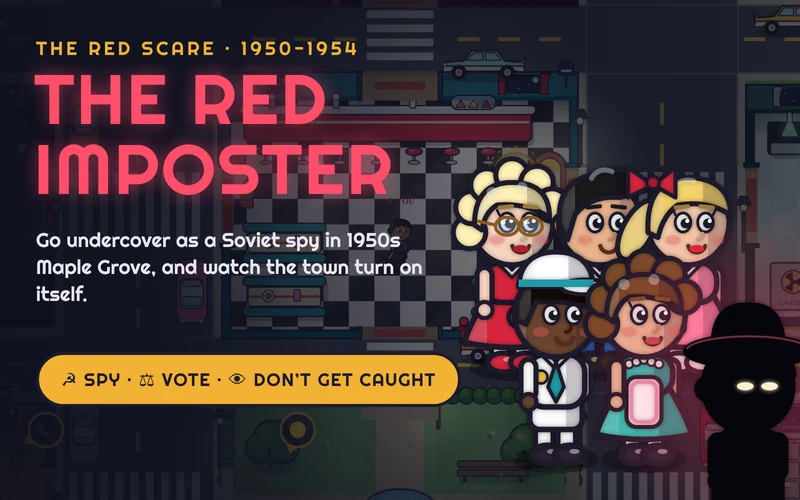 THE RED SCARE · 1950–1954
THE RED
IMPOSTER
Go undercover as a Soviet spy in 1950s
Maple Grove, and watch the town turn on
itself.
☭ SPY · ⚖ VOTE · 👁 DON'T GET CAUGHT
YOU